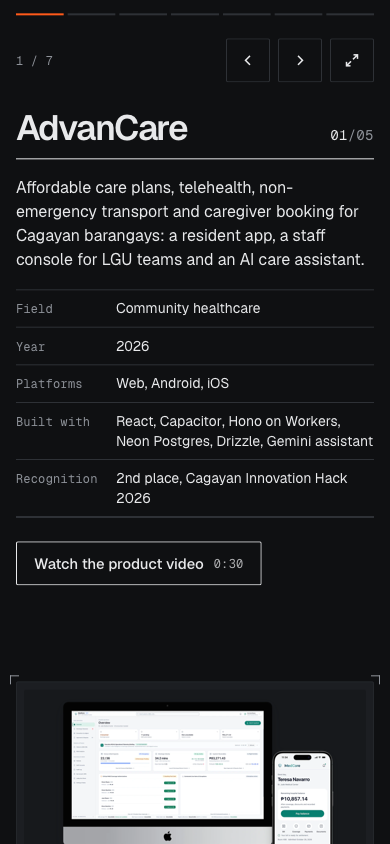 1 / 7
AdvanCare
01/05
Affordable care plans, telehealth, non-
emergency transport and caregiver booking for
Cagayan barangays: a resident app, a staff
console for LGU teams and an AI care assistant.
Field
Community healthcare
Year
2026
Platforms
Web, Android, iOS
Built with
React, Capacitor, Hono on Workers,
Neon Postgres, Drizzle, Gemini assistant
Recognition
2nd place, Cagayan Innovation Hack
2026
Watch the product video 0:30
Teresa Navarro
₱10,857.14